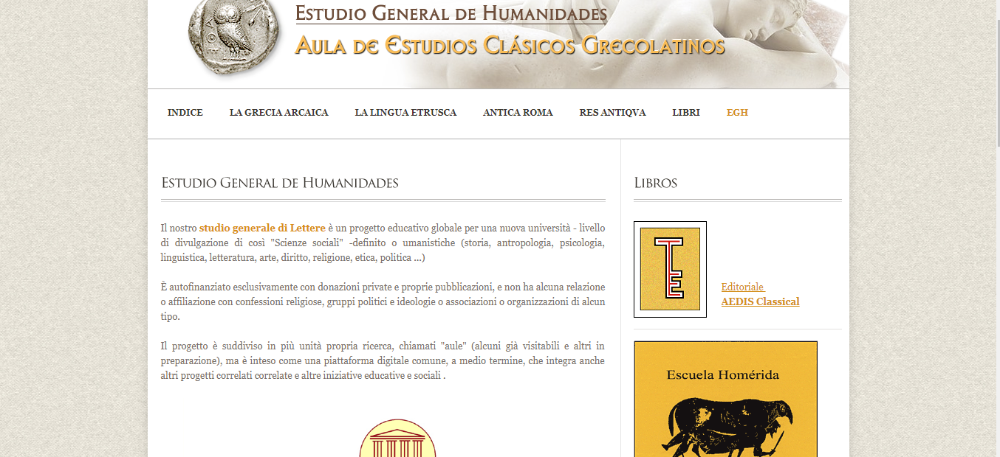 Estudio General de Humanidades
Aula de Estudios Clásicos Grecolatinos
INDICE LA GRECIA ARCAICA LA LINGUA ETRUSCA ANTICA ROMA RES ANTIQVA LIBRI EGH
Estudio General de Humanidades
Il nostro studio generale di Lettere è un progetto educativo globale per una nuova università - livello
di divulgazione di così "Scienze sociali" -definito o umanistiche (storia, antropologia, psicologia,
linguistica, letteratura, arte, diritto, religione, etica, politica ...)
È autofinanziato esclusivamente con donazioni private e proprie pubblicazioni, e non ha alcuna relazione
o affiliazione con confessioni religiose, gruppi politici e ideologie o associazioni o organizzazioni di alcun
tipo.
Il progetto è suddiviso in più unità propria ricerca, chiamati "aule" (alcuni già visitabili e altri in
preparazione), ma è inteso come una piattaforma digitale comune, a medio termine, che integra anche
altri progetti correlati correlate e altre iniziative educative e sociali .
Libros
Editoriale
AEDIS Classical
Escuela Homérida